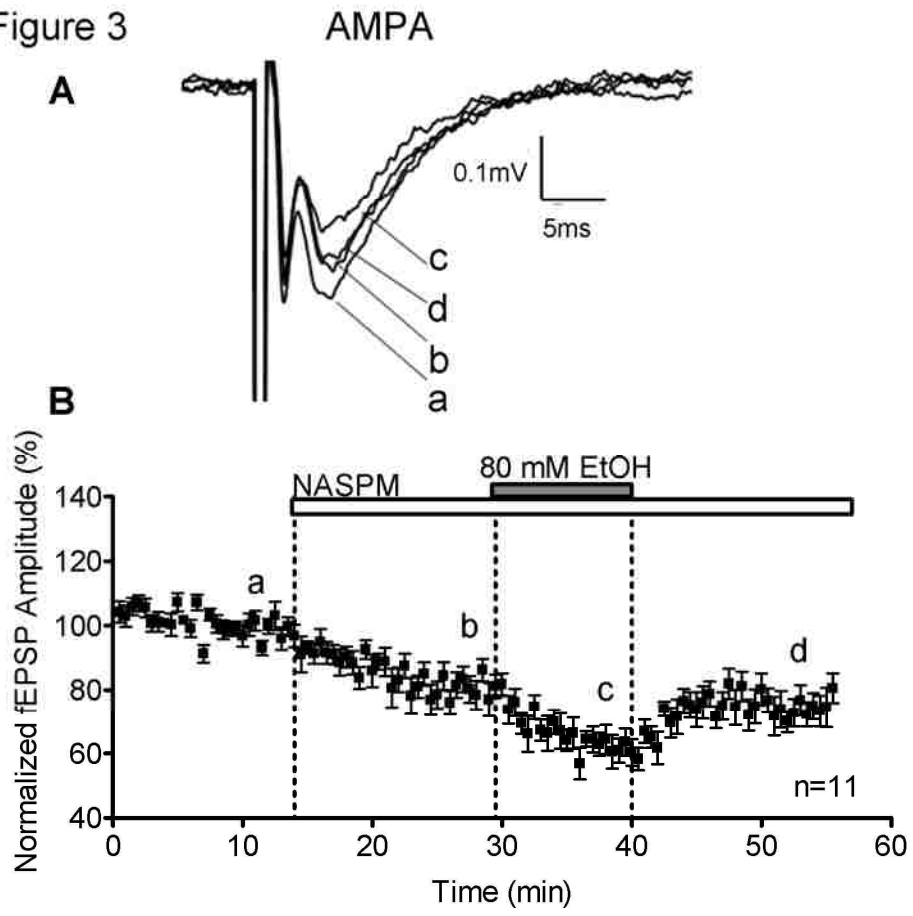 Figure 3
AMPA
A
0.1mV
5ms
c
d
b
a
B
80 mM EtOH
NASPM
Normalized fEPSP Amplitude (%)
140
120
100
80
60
40
a
b
c
d
n=11
0 10 20 30 40 50 60
Time (min)